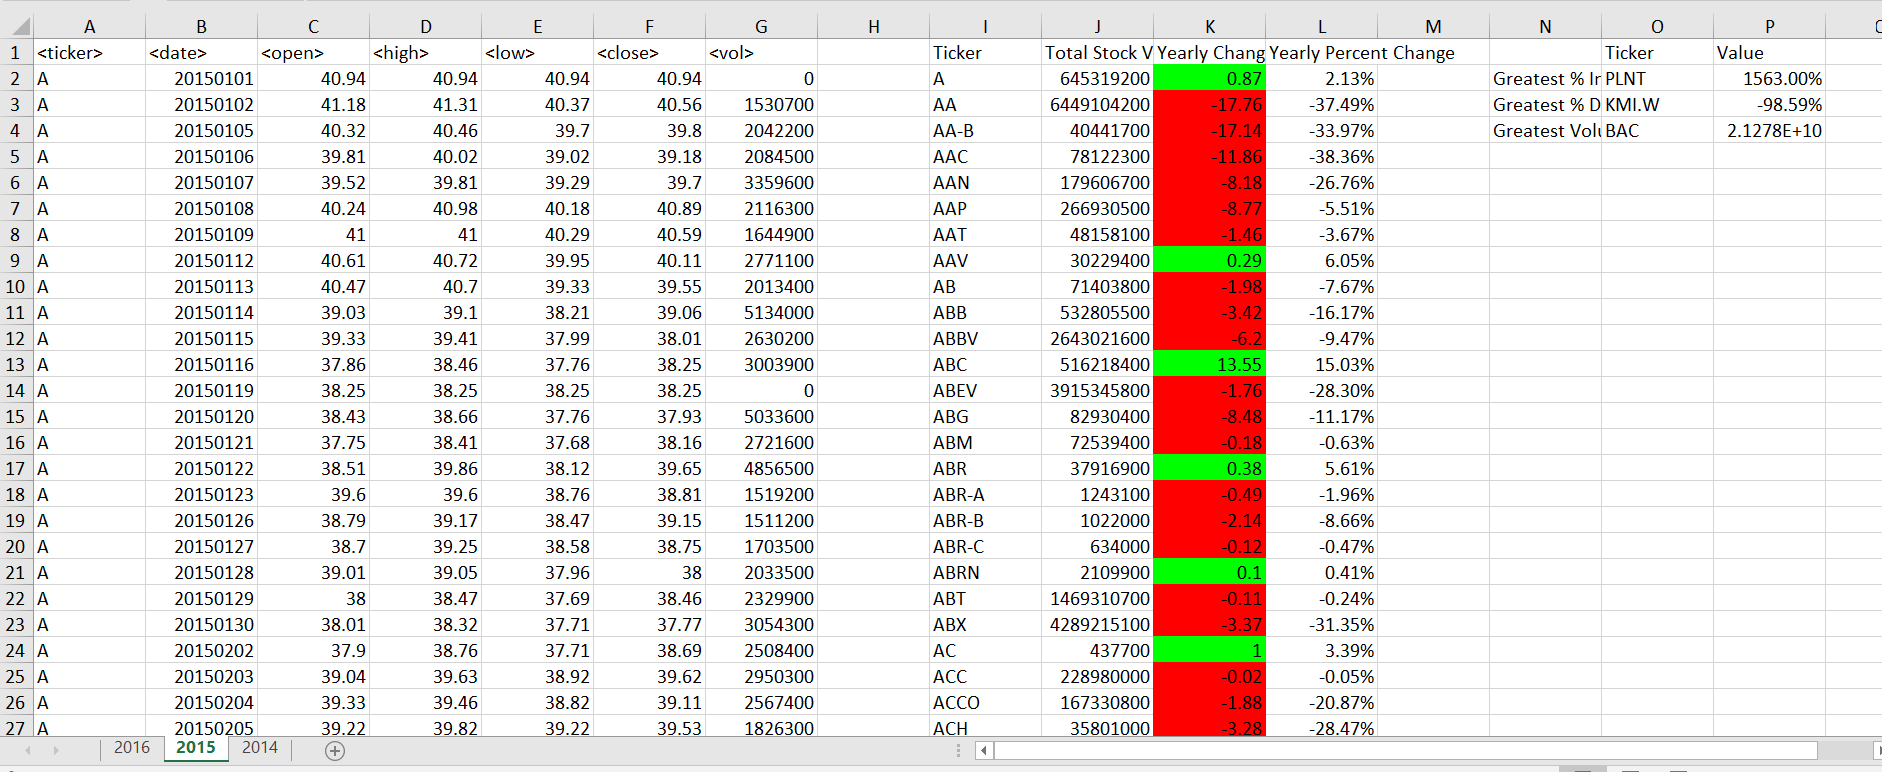 A B C D E F G H I J K L M N O P
1 <ticker> <date> <open> <high> <low> <close> <vol> Ticker Total Stock V Yearly Chang Yearly Percent Change Ticker Value
2 A 20150101 40.94 40.94 40.94 40.94 0 A 645319200 0.87 2.13% Greatest % In PLNT 1563.00%
3 A 20150102 41.18 41.31 40.37 40.56 1530700 AA 6449104200 -17.76 -37.49% Greatest % D KMI.W -98.59%
4 A 20150105 40.32 40.46 39.7 39.8 2042200 AA-B 40441700 -17.14 -33.97% Greatest Volu BAC 2.1278E+10
5 A 20150106 39.81 40.02 39.02 39.18 2084500 AAC 78122300 -11.86 -38.36%
6 A 20150107 39.52 39.81 39.29 39.7 3359600 AAN 179606700 -8.18 -26.76%
7 A 20150108 40.24 40.98 40.18 40.89 2116300 AAP 266930500 -8.77 -5.51%
8 A 20150109 41 41 40.29 40.59 1644900 AAT 48158100 -1.46 -3.67%
9 A 20150112 40.61 40.72 39.95 40.11 2771100 AAV 30229400 0.29 6.05%
10 A 20150113 40.47 40.7 39.33 39.55 2013400 AB 71403800 -1.98 -7.67%
11 A 20150114 39.03 39.1 38.21 39.06 5134000 ABB 532805500 -3.42 -16.17%
12 A 20150115 39.33 39.41 37.99 38.01 2630200 ABBV 2643021600 -6.2 -9.47%
13 A 20150116 37.86 38.46 37.76 38.25 3003900 ABC 516218400 13.55 15.03%
14 A 20150119 38.25 38.25 38.25 38.25 0 ABEV 3915345800 -1.76 -28.30%
15 A 20150120 38.43 38.66 37.76 37.93 5033600 ABG 82930400 -8.48 -11.17%
16 A 20150121 37.75 38.41 37.68 38.16 2721600 ABM 72539400 -0.18 -0.63%
17 A 20150122 38.51 39.86 38.12 39.65 4856500 ABR 37916900 0.38 5.61%
18 A 20150123 39.6 39.6 38.76 38.81 1519200 ABR-A 1243100 -0.49 -1.96%
19 A 20150126 38.79 39.17 38.47 39.15 1511200 ABR-B 1022000 -2.14 -8.66%
20 A 20150127 38.7 39.25 38.58 38.75 1703500 ABR-C 634000 -0.12 -0.47%
21 A 20150128 39.01 39.05 37.96 38 2033500 ABRN 2109900 0.1 0.41%
22 A 20150129 38 38.47 37.69 38.46 2329900 ABT 1469310700 -0.11 -0.24%
23 A 20150130 38.01 38.32 37.71 37.77 3054300 ABX 4289215100 -3.37 -31.35%
24 A 20150202 37.9 38.76 37.71 38.69 2508400 AC 437700 1 3.39%
25 A 20150203 39.04 39.63 38.92 39.62 2950300 ACC 228980000 -0.02 -0.05%
26 A 20150204 39.33 39.46 38.82 39.11 2567400 ACCO 167330800 -1.88 -20.87%
27 A 20150205 39.22 39.82 39.22 39.53 1826300 ACH 35801000 -3.28 -28.47%
2016 2015 2014